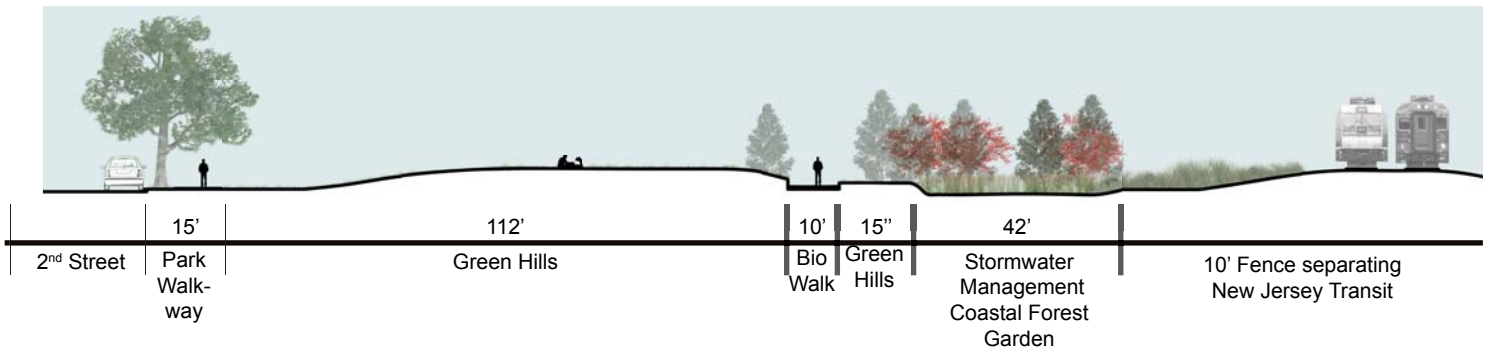 15’
112’
10’
15’’
42’
2nd Street
Park
Walk-
way
Green Hills
Bio
Walk
Green
Hills
Stormwater
Management
Coastal Forest
Garden
10’ Fence separating
New Jersey Transit